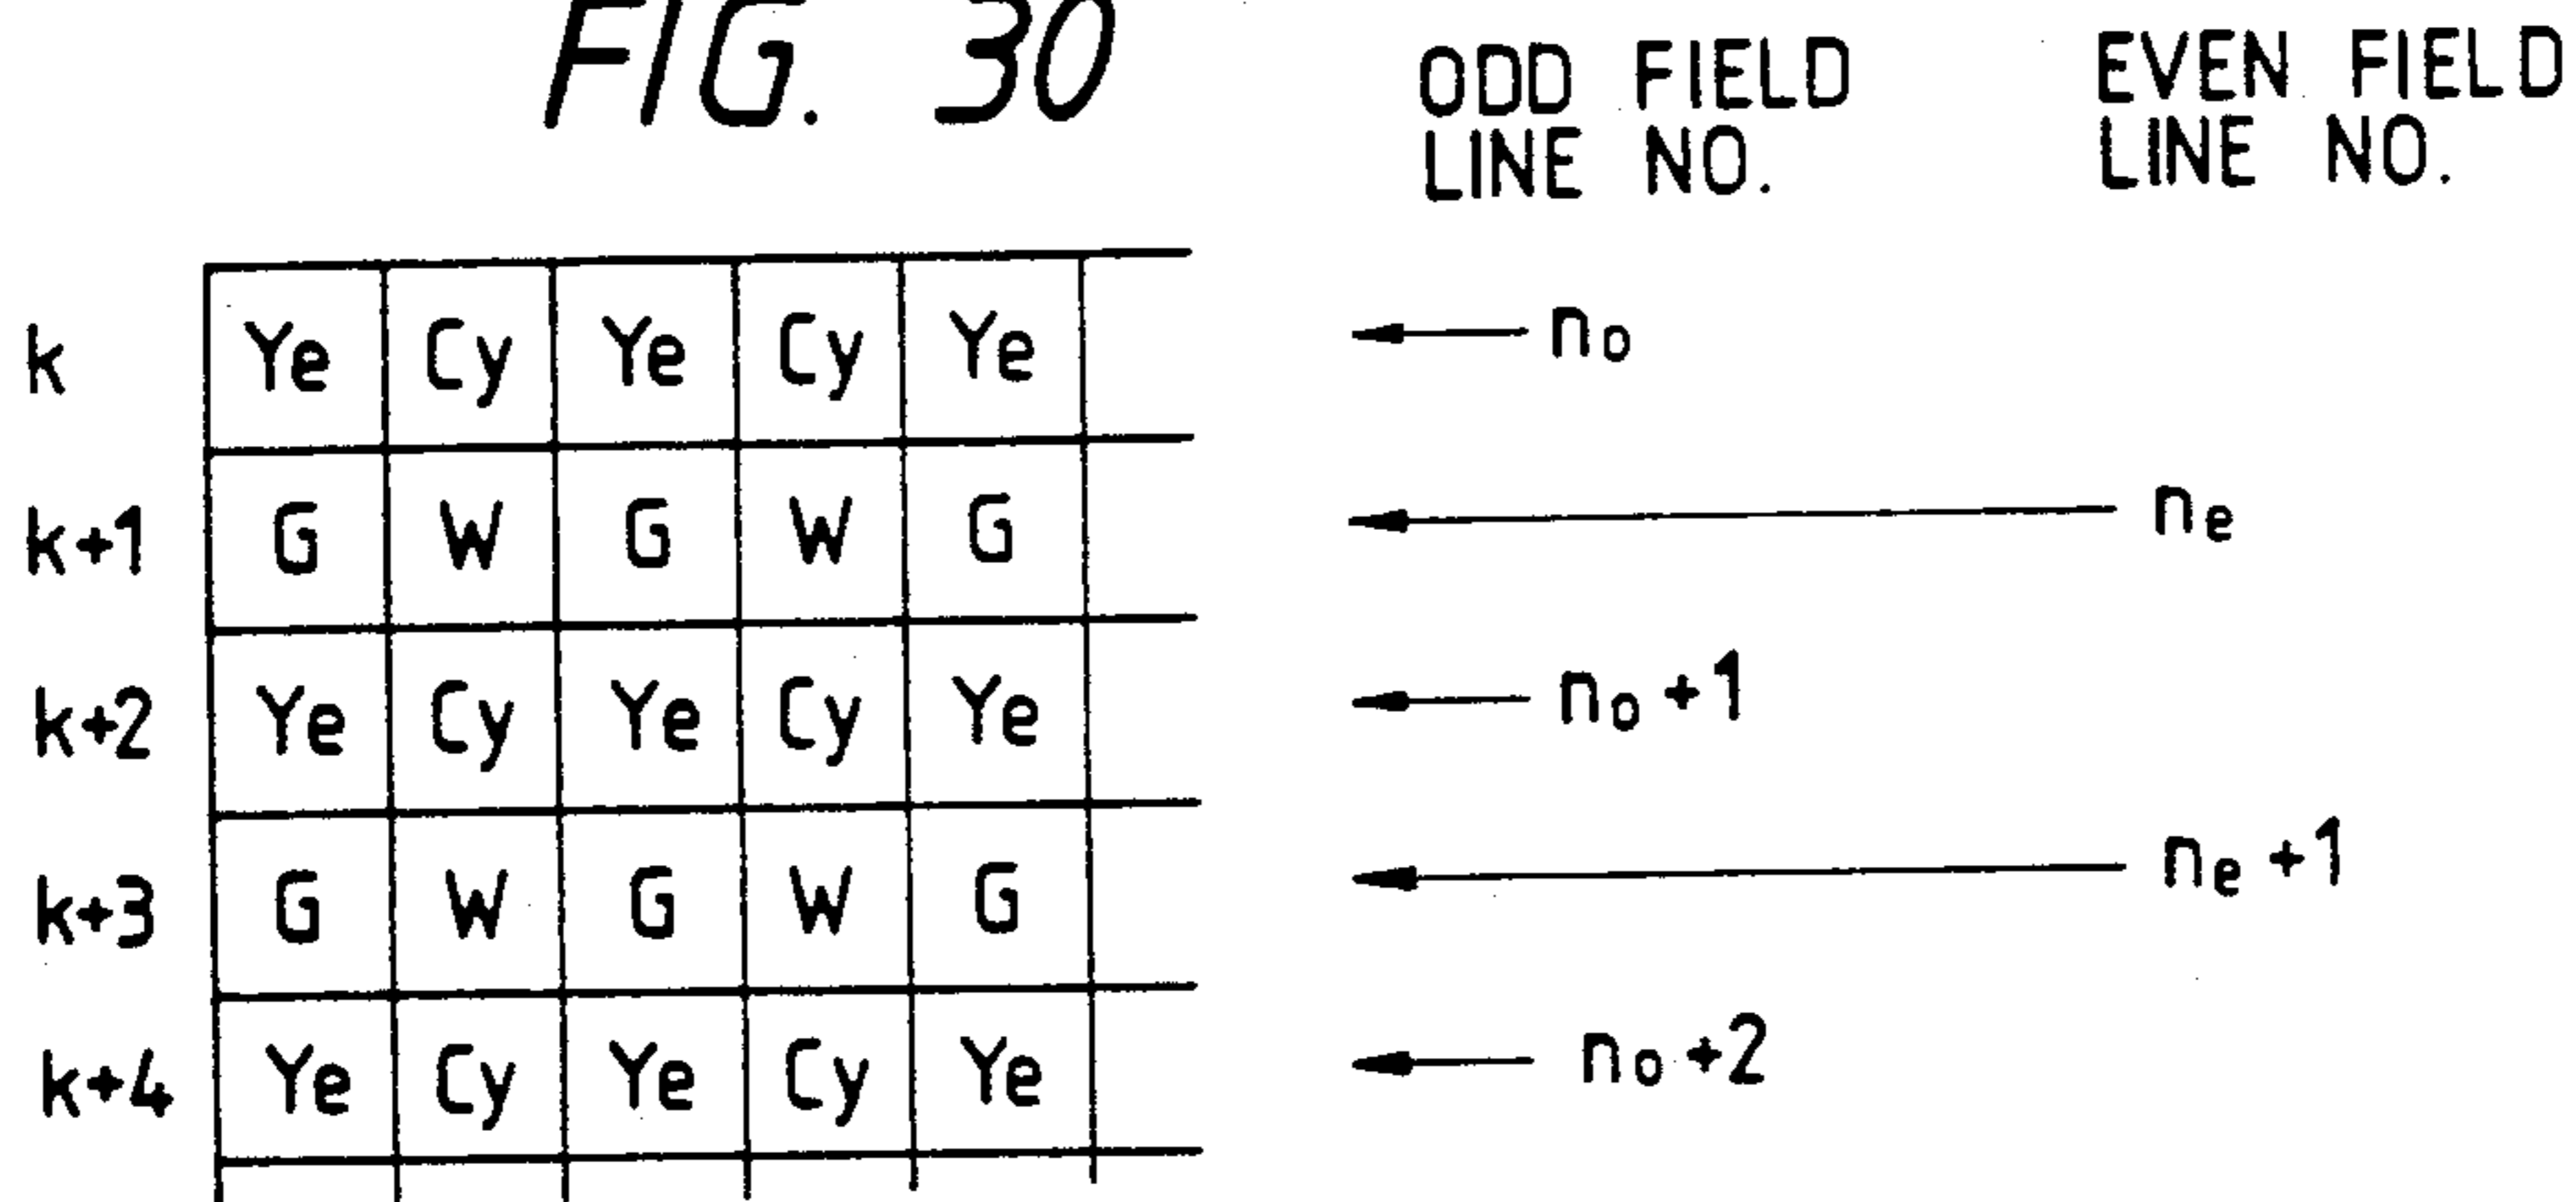 FIG. 30
ODD FIELD LINE NO.
EVEN FIELD LINE NO.
k Ye Cy Ye Cy Ye n₀
k+1 G W G W G nₑ
k+2 Ye Cy Ye Cy Ye n₀+1
k+3 G W G W G nₑ+1
k+4 Ye Cy Ye Cy Ye n₀+2